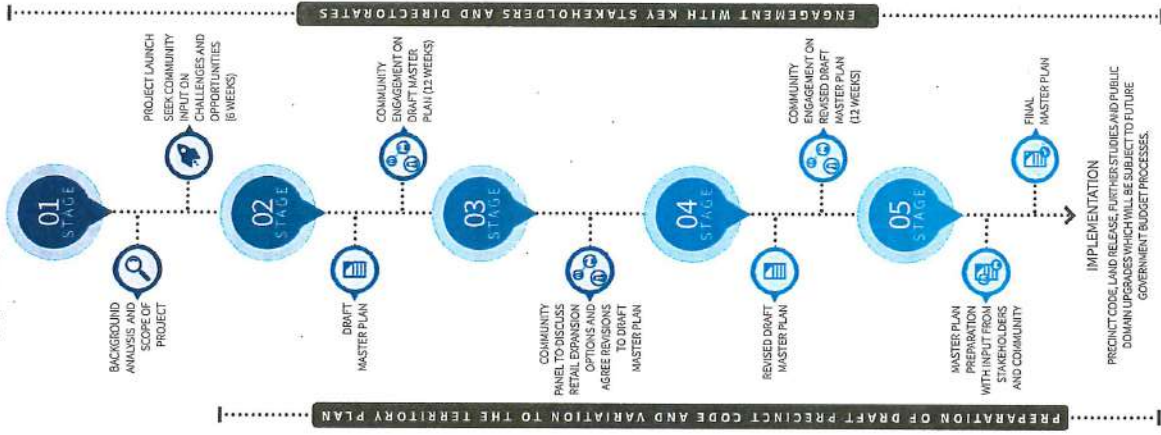 ENGAGEMENT WITH KEY STAKEHOLDERS AND DIRECTORATES
01
STAGE
BACKGROUND
ANALYSIS AND
SCOPE OF
PROJECT
PROJECT LAUNCH
SEEK COMMUNITY
INPUT ON
CHALLENGES AND
OPPORTUNITIES
(6 WEEKS)
02
STAGE
DRAFT
MASTER PLAN
COMMUNITY
ENGAGEMENT ON
DRAFT MASTER
PLAN (12 WEEKS)
03
STAGE
COMMUNITY
PANEL TO DISCUSS
RETAIL EXPANSION
OPTIONS AND
AGREE REVISIONS
TO DRAFT
MASTER PLAN
04
STAGE
REVISED DRAFT
MASTER PLAN
COMMUNITY
ENGAGEMENT ON
REVISED DRAFT
MASTER PLAN
(12 WEEKS)
05
STAGE
MASTER PLAN
PREPARATION
WITH INPUT FROM
STAKEHOLDERS
AND COMMUNITY
FINAL
MASTER PLAN
IMPLEMENTATION
PRECINCT CODE, LAND RELEASE, FURTHER STUDIES AND PUBLIC
DOMAIN UPGRADES WHICH WILL BE SUBJECT TO FUTURE
GOVERNMENT BUDGET PROCESSES.
PREPARATION OF DRAFT PRECINCT CODE AND VARIATION TO THE TERRITORY PLAN